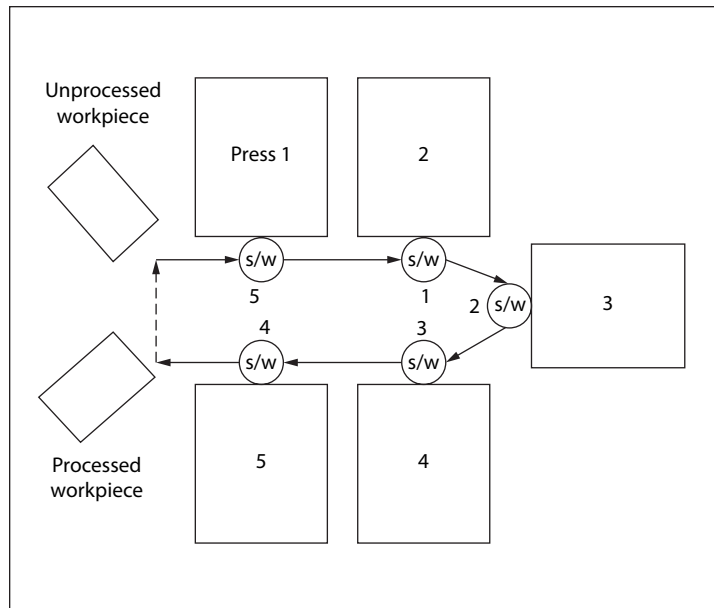 Unprocessed
workpiece
Press 1
2
s/w
s/w
5
1
2
s/w
3
4
3
s/w
s/w
5
4
Processed
workpiece